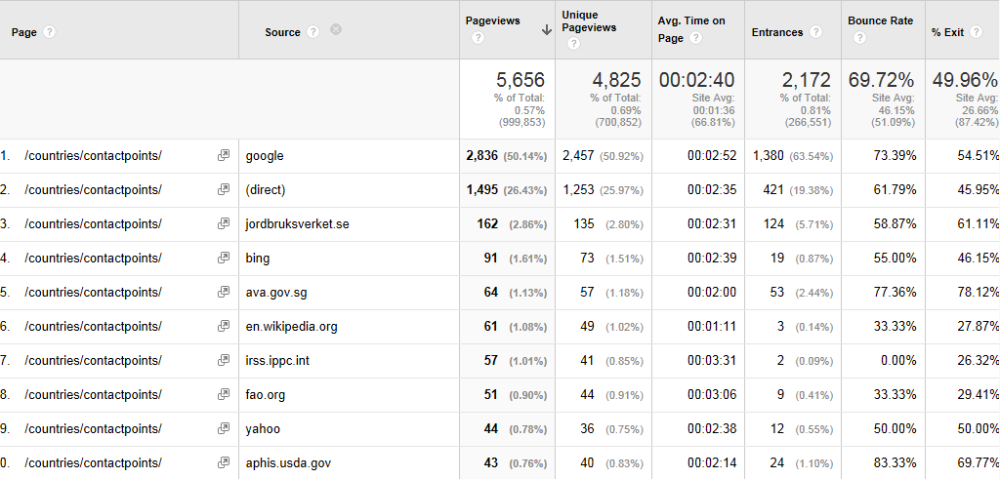 Page ? Source ? Pageviews ? Unique Pageviews ? Avg. Time on Page ? Entrances ? Bounce Rate ? % Exit ?
5,656 4,825 00:02:40 2,172 69.72% 49.96%
% of Total: % of Total: Site Avg: % of Total: Site Avg: Site Avg:
0.57% 0.69% 00:01:36 0.81% 46.15% 26.66%
(999,853) (700,852) (66.81%) (266,551) (51.09%) (87.42%)
1. /countries/contactpoints/ google 2,836 (50.14%) 2,457 (50.92%) 00:02:52 1,380 (63.54%) 73.39% 54.51%
2. /countries/contactpoints/ (direct) 1,495 (26.43%) 1,253 (25.97%) 00:02:35 421 (19.38%) 61.79% 45.95%
3. /countries/contactpoints/ jordbruksverket.se 162 (2.86%) 135 (2.80%) 00:02:31 124 (5.71%) 58.87% 61.11%
4. /countries/contactpoints/ bing 91 (1.61%) 73 (1.51%) 00:02:39 19 (0.87%) 55.00% 46.15%
5. /countries/contactpoints/ ava.gov.sg 64 (1.13%) 57 (1.18%) 00:02:00 53 (2.44%) 77.36% 78.12%
6. /countries/contactpoints/ en.wikipedia.org 61 (1.08%) 49 (1.02%) 00:01:11 3 (0.14%) 33.33% 27.87%
7. /countries/contactpoints/ irss.ippc.int 57 (1.01%) 41 (0.85%) 00:03:31 2 (0.09%) 0.00% 26.32%
8. /countries/contactpoints/ fao.org 51 (0.90%) 44 (0.91%) 00:03:06 9 (0.41%) 33.33% 29.41%
9. /countries/contactpoints/ yahoo 44 (0.78%) 36 (0.75%) 00:02:38 12 (0.55%) 50.00% 50.00%
0. /countries/contactpoints/ aphis.usda.gov 43 (0.76%) 40 (0.83%) 00:02:14 24 (1.10%) 83.33% 69.77%